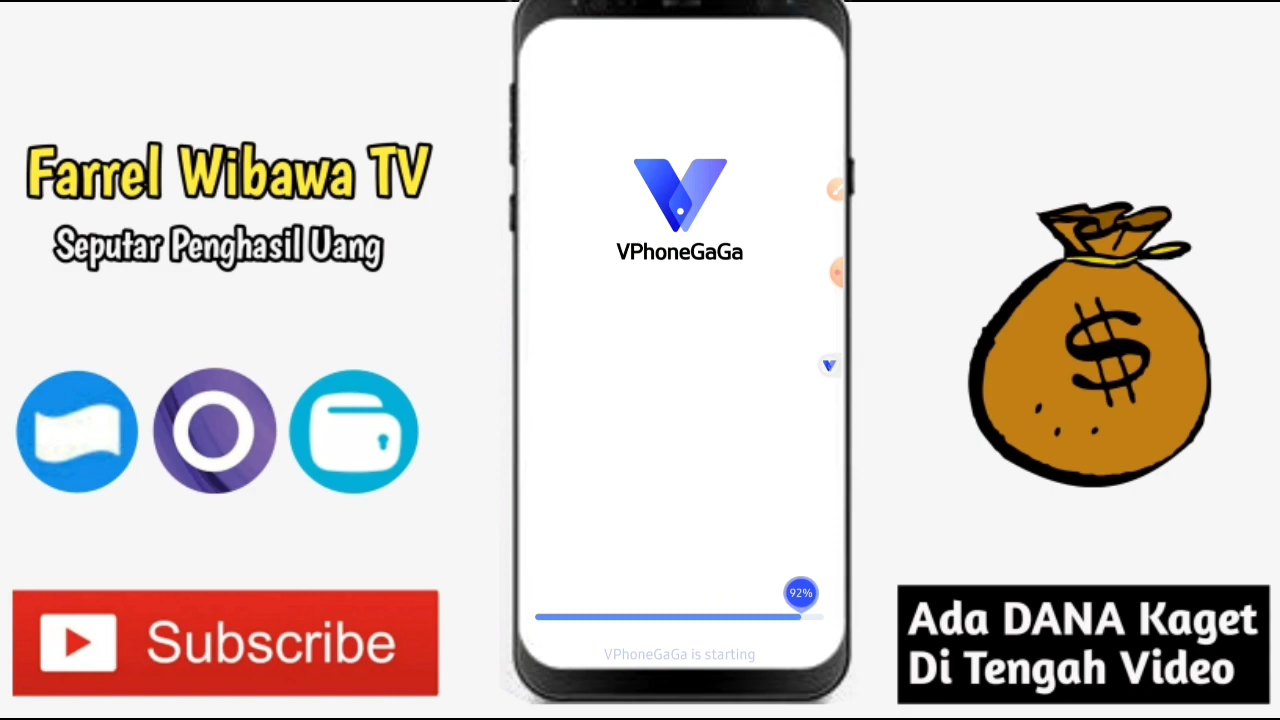 Farrel Wibawa TV
Seputar Penghasil Uang
Subscribe
VPhoneGaGa
92%
VPhoneGaGa is starting
$
Ada DANA Kaget
Di Tengah Video